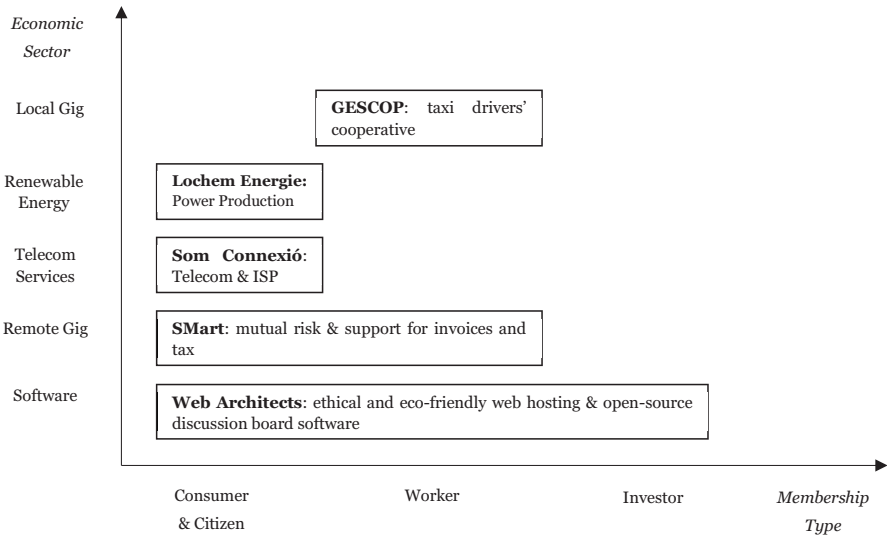 Economic
Sector
Local Gig
GESCOP: taxi drivers’
cooperative
Renewable
Energy
Lochem Energie:
Power Production
Telecom
Services
Som Connexió:
Telecom & ISP
Remote Gig
SMart: mutual risk & support for invoices and
tax
Software
Web Architects: ethical and eco-friendly web hosting & open-source
discussion board software
Consumer
& Citizen
Worker
Investor
Membership
Type